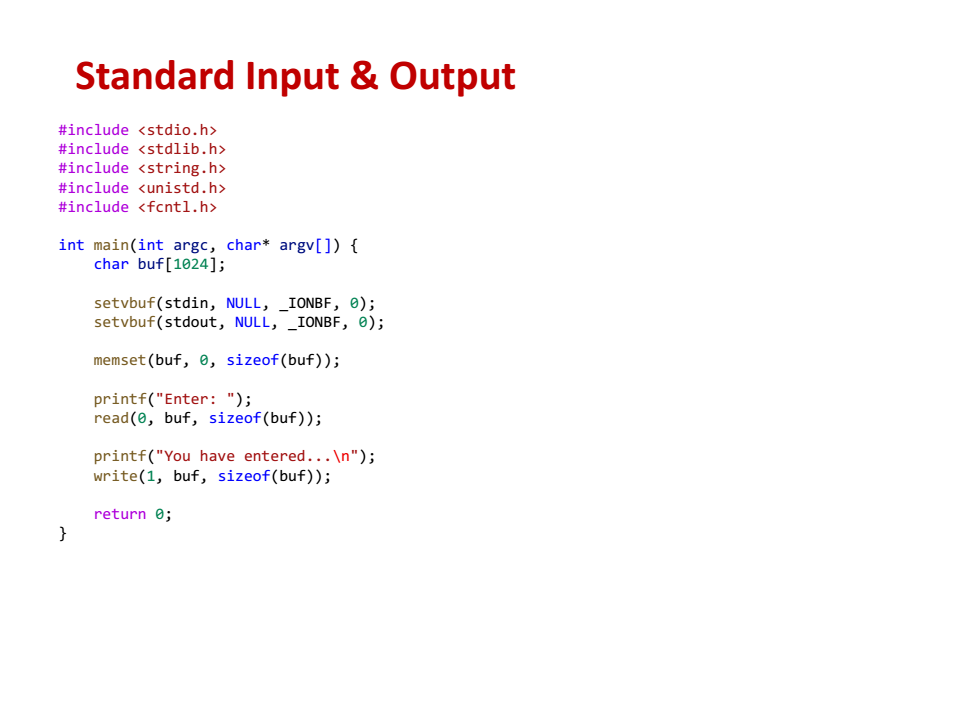 Standard Input & Output
#include <stdio.h>
#include <stdlib.h>
#include <string.h>
#include <unistd.h>
#include <fcntl.h>
int main(int argc, char* argv[]) {
    char buf[1024];
    setvbuf(stdin, NULL, _IONBF, 0);
    setvbuf(stdout, NULL, _IONBF, 0);
    memset(buf, 0, sizeof(buf));
    printf("Enter: ");
    read(0, buf, sizeof(buf));
    printf("You have entered...\n");
    write(1, buf, sizeof(buf));
    return 0;
}